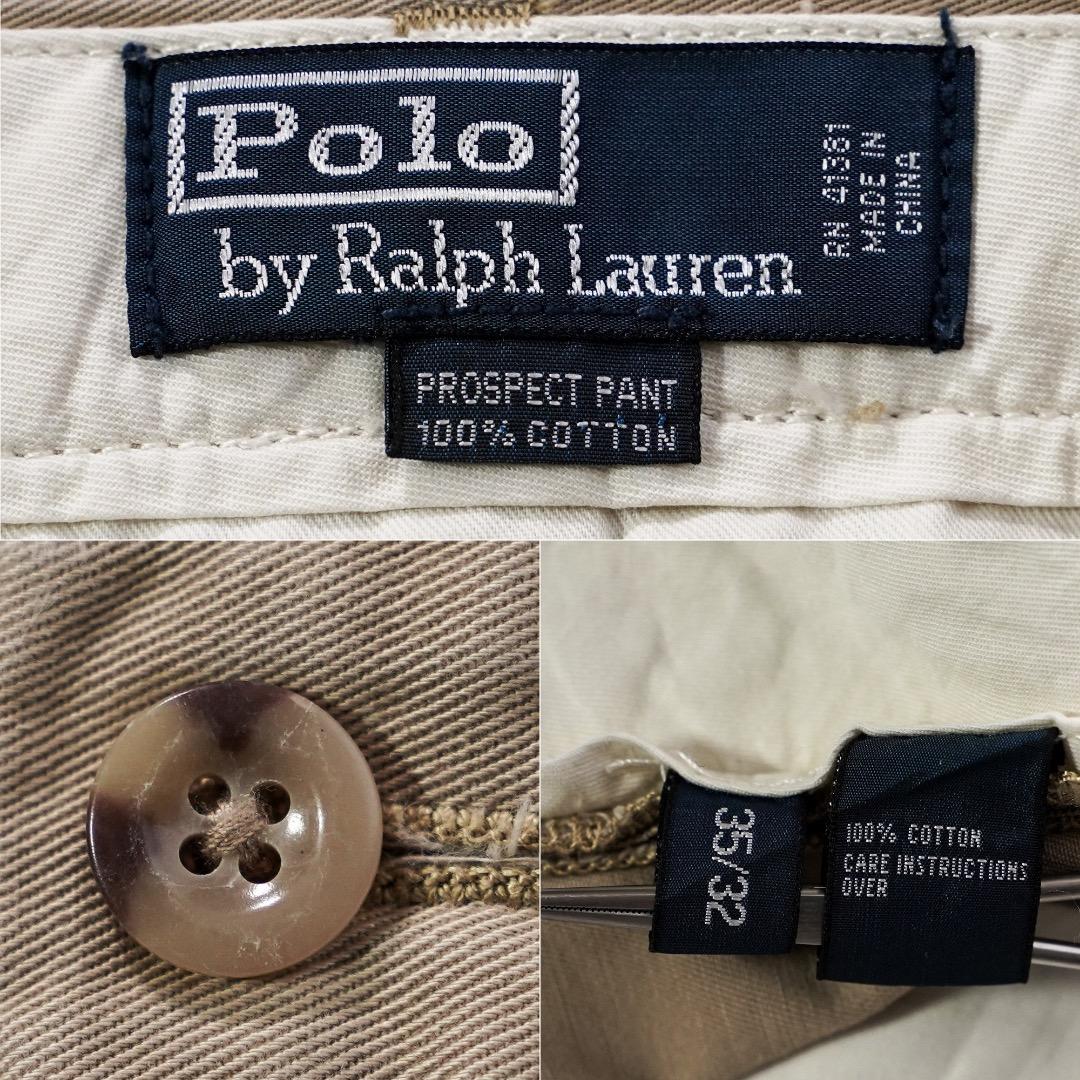 Polo
by Ralph Lauren
RN 41381
MADE IN
CHINA
PROSPECT PANT
100% COTTON
35/32
100% COTTON
CARE INSTRUCTIONS
OVER